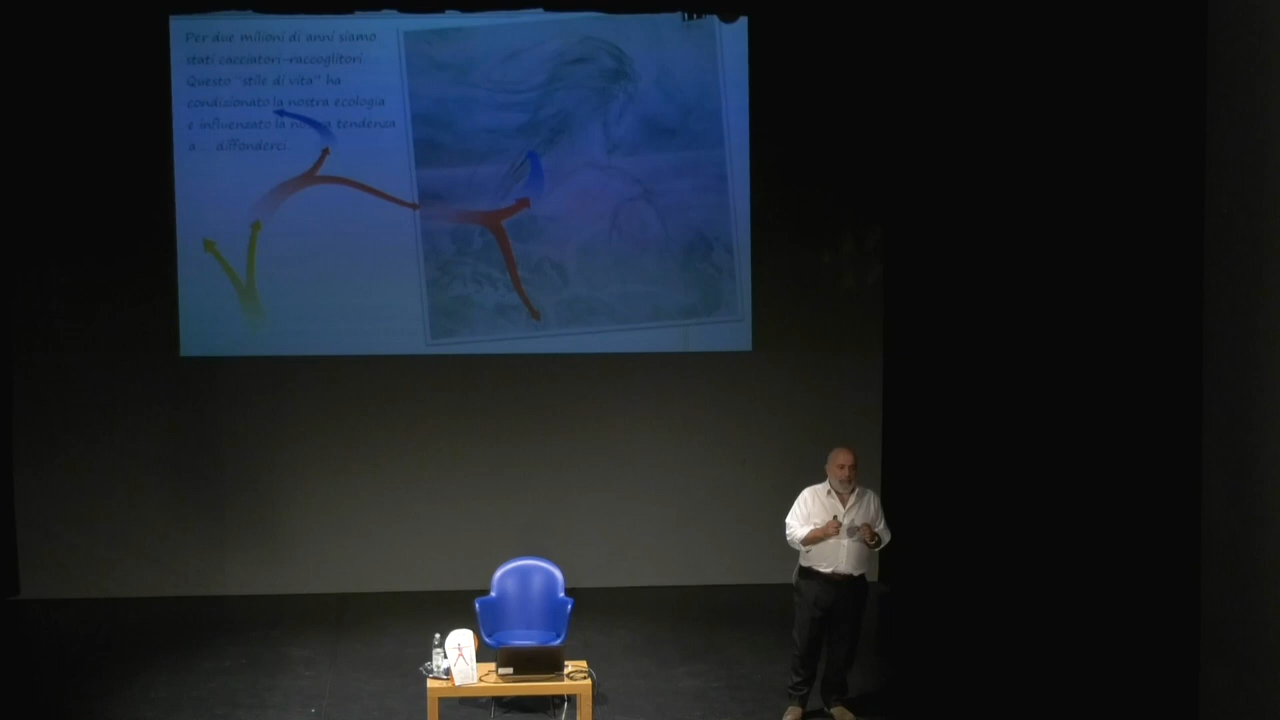 Per due milioni di anni siamo
stati cacciatori-raccoglitori
Questo "stile di vita" ha
condizionato la nostra ecologia
e influenzato la nostra tendenza
a... diffonderci